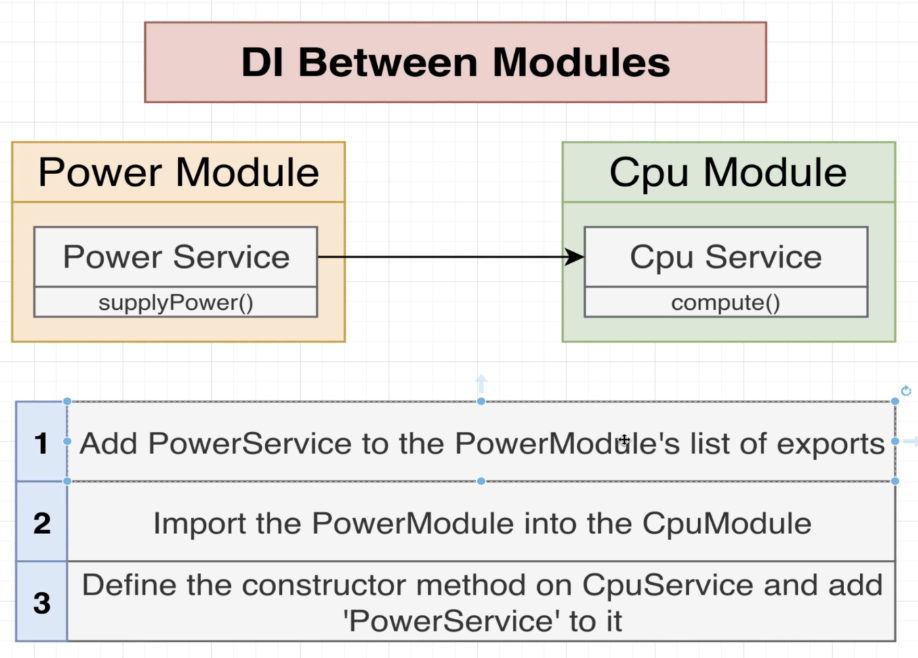 DI Between Modules
Power Module
Cpu Module
Power Service
Cpu Service
supplyPower()
compute()
1
Add PowerService to the PowerModule's list of exports
2
Import the PowerModule into the CpuModule
3
Define the constructor method on CpuService and add
'PowerService' to it